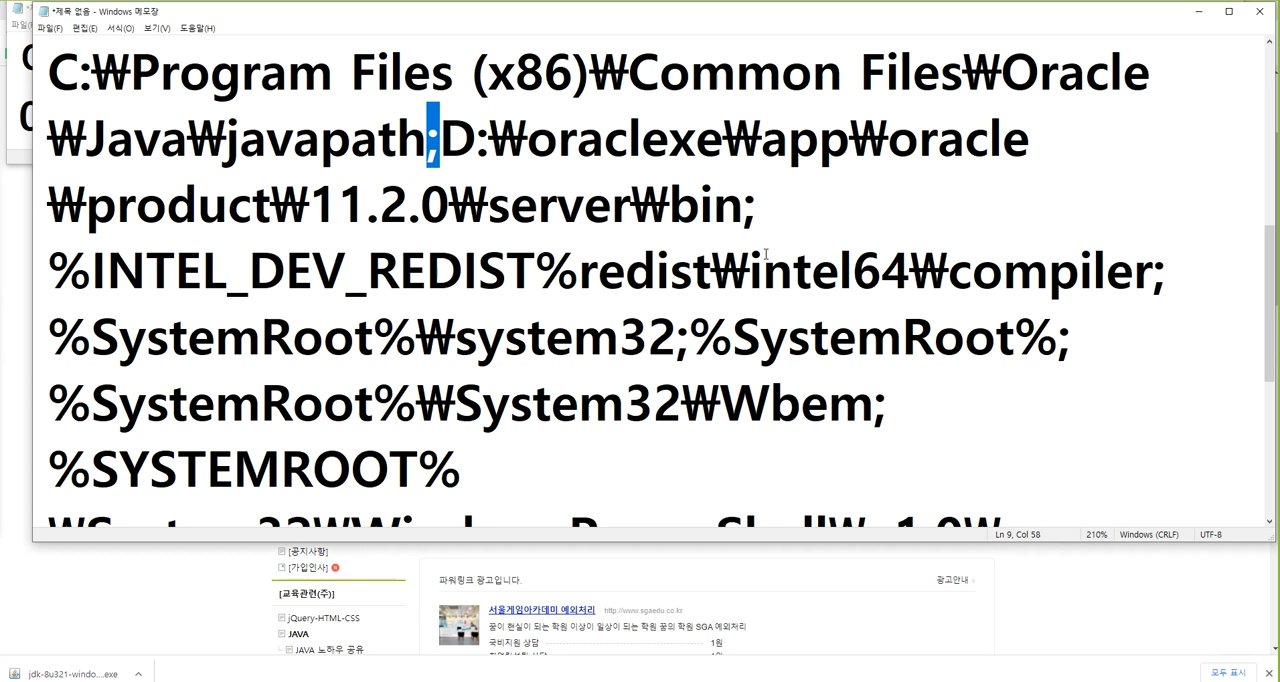 *제목 없음 - Windows 메모장
파일(F) 편집(E) 서식(O) 보기(V) 도움말(H)
C:₩Program Files (x86)₩Common Files₩Oracle
₩Java₩javapath;D:₩oraclexe₩app₩oracle
₩product₩11.2.0₩server₩bin;
%INTEL_DEV_REDIST%redist₩intel64₩compiler;
%SystemRoot%₩system32;%SystemRoot%;
%SystemRoot%₩System32₩Wbem;
%SYSTEMROOT%
Ln 9, Col 58 210% Windows (CRLF) UTF-8
[공지사항]
[가입인사]
[교육관련(주)]
jQuery-HTML-CSS
JAVA
JAVA 노하우 공유
파워링크 광고입니다. 광고안내
서울게임아카데미 예외처리 http://www.sgaedu.co.kr
꿈이 현실이 되는 학원 이상이 일상이 되는 학원 꿈의 학원 SGA 예외처리
국비지원 상담 1원
jdk-8u321-windo....exe
모두 표시